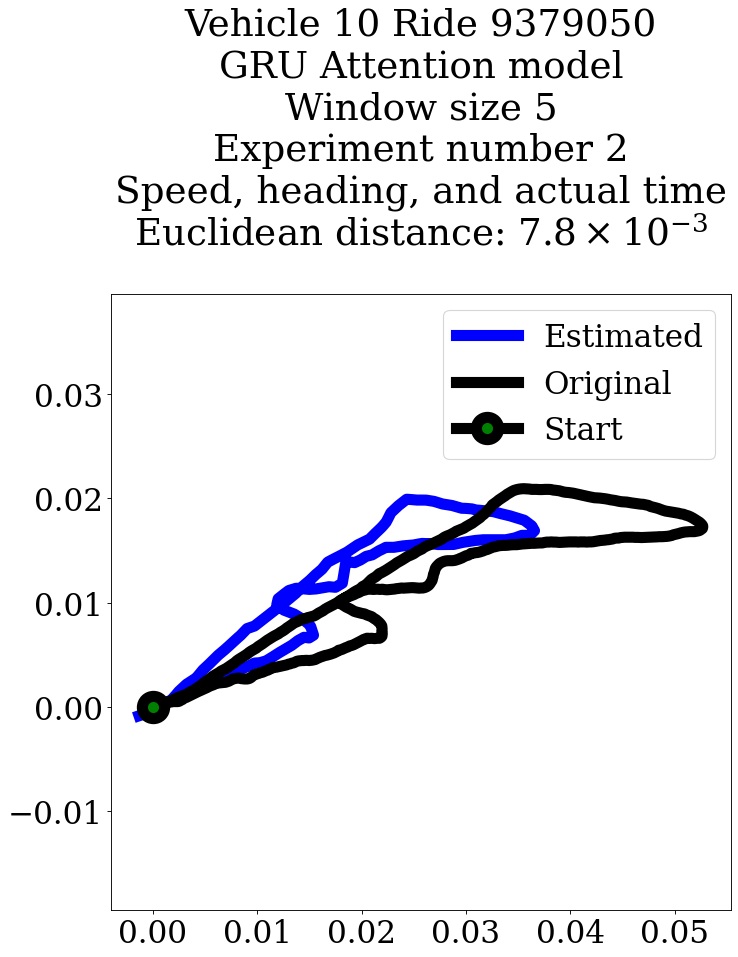 Vehicle 10 Ride 9379050
GRU Attention model
Window size 5
Experiment number 2
Speed, heading, and actual time
Euclidean distance: 7.8 × 10⁻³
Estimated
Original
Start
0.03
0.02
0.01
0.00
−0.01
0.00 0.01 0.02 0.03 0.04 0.05